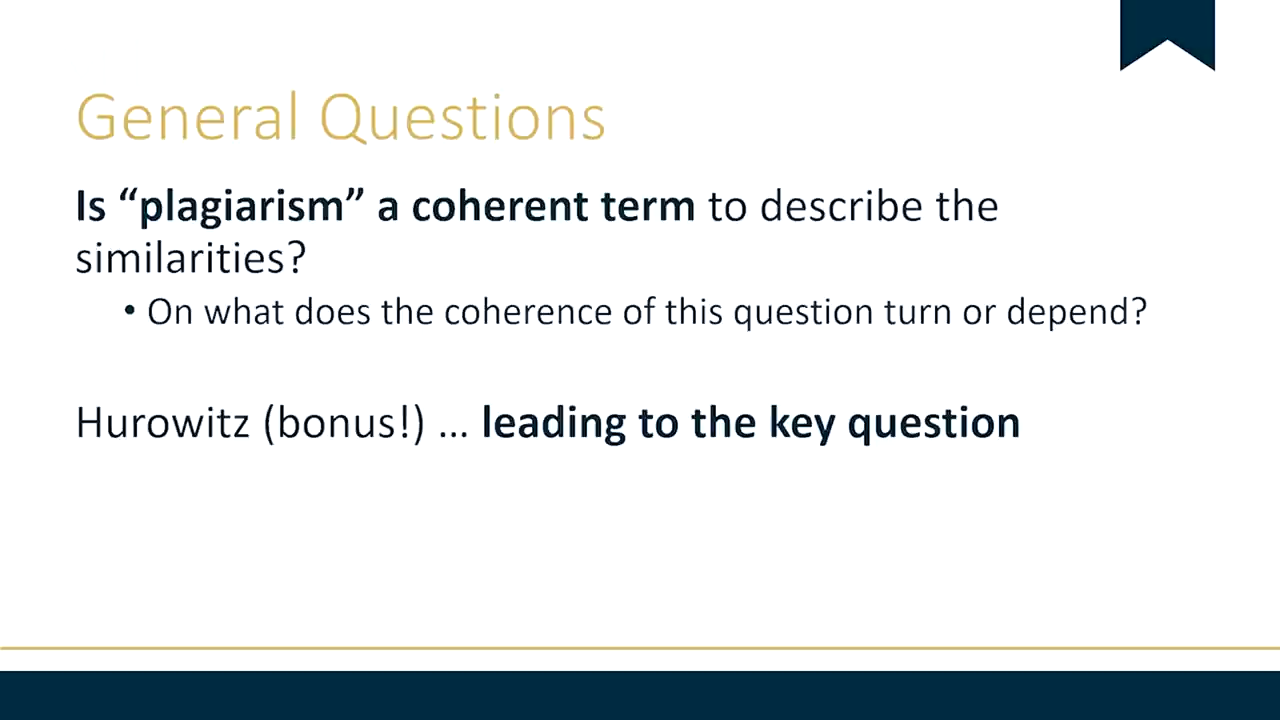 General Questions
Is “plagiarism” a coherent term to describe the
similarities?
• On what does the coherence of this question turn or depend?
Hurowitz (bonus!) … leading to the key question